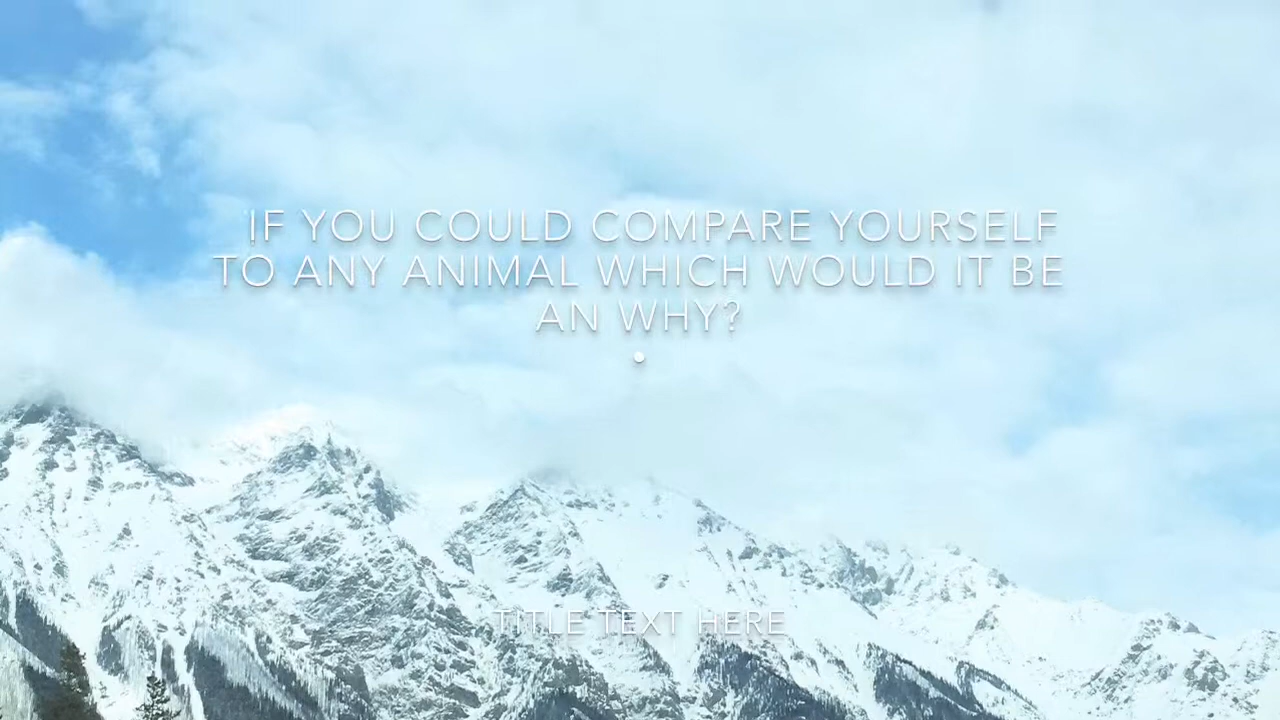 IF YOU COULD COMPARE YOURSELF
TO ANY ANIMAL WHICH WOULD IT BE
AN WHY?
TITLE TEXT HERE